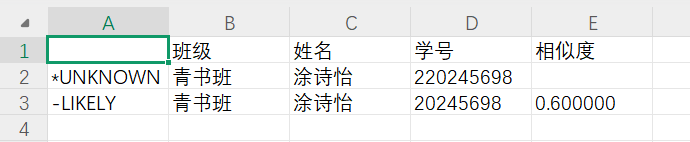 A B C D E
1 班级 姓名 学号 相似度
2 *UNKNOWN 青书班 涂诗怡 220245698
3 -LIKELY 青书班 涂诗怡 20245698 0.600000
4